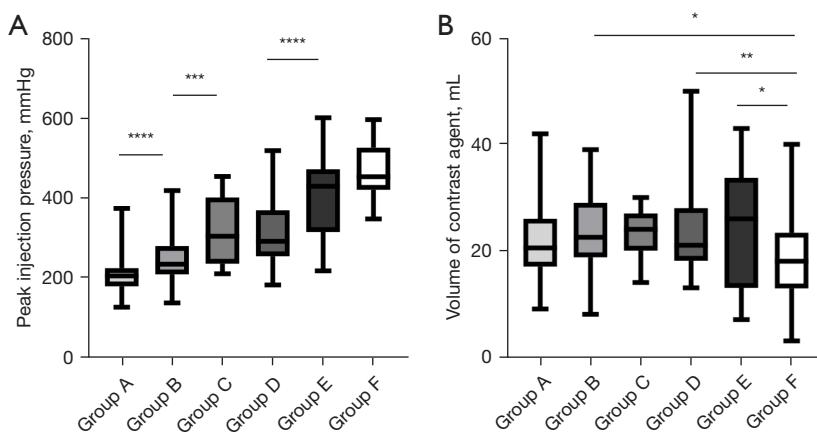 A
Peak injection pressure, mmHg
800
600
400
200
0
****
***
****
Group A
Group B
Group C
Group D
Group E
Group F
B
Volume of contrast agent, mL
60
40
20
0
*
**
*
Group A
Group B
Group C
Group D
Group E
Group F